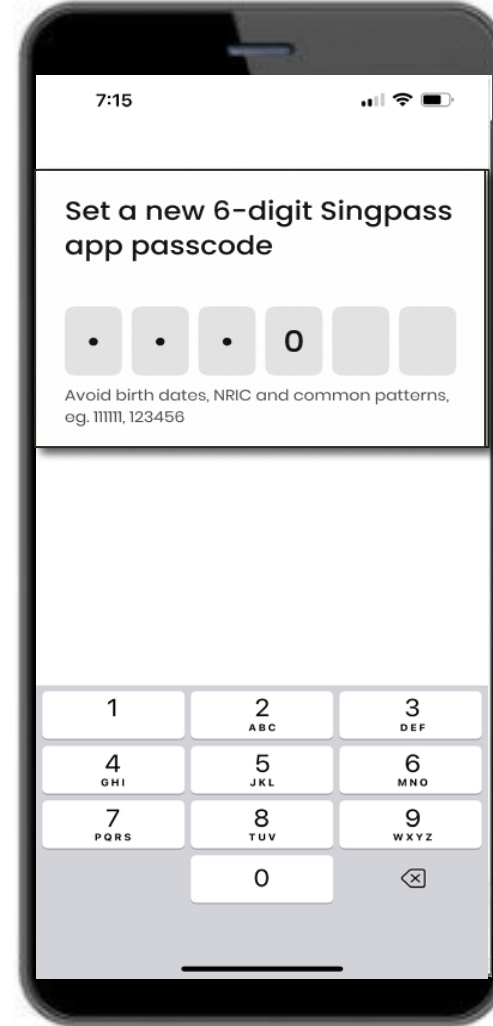 7:15
Set a new 6-digit Singpass
app passcode
• • • 0
Avoid birth dates, NRIC and common patterns,
eg. 111111, 123456
1 2 3
ABC DEF
4 5 6
GHI JKL MNO
7 8 9
PQRS TUV WXYZ
0